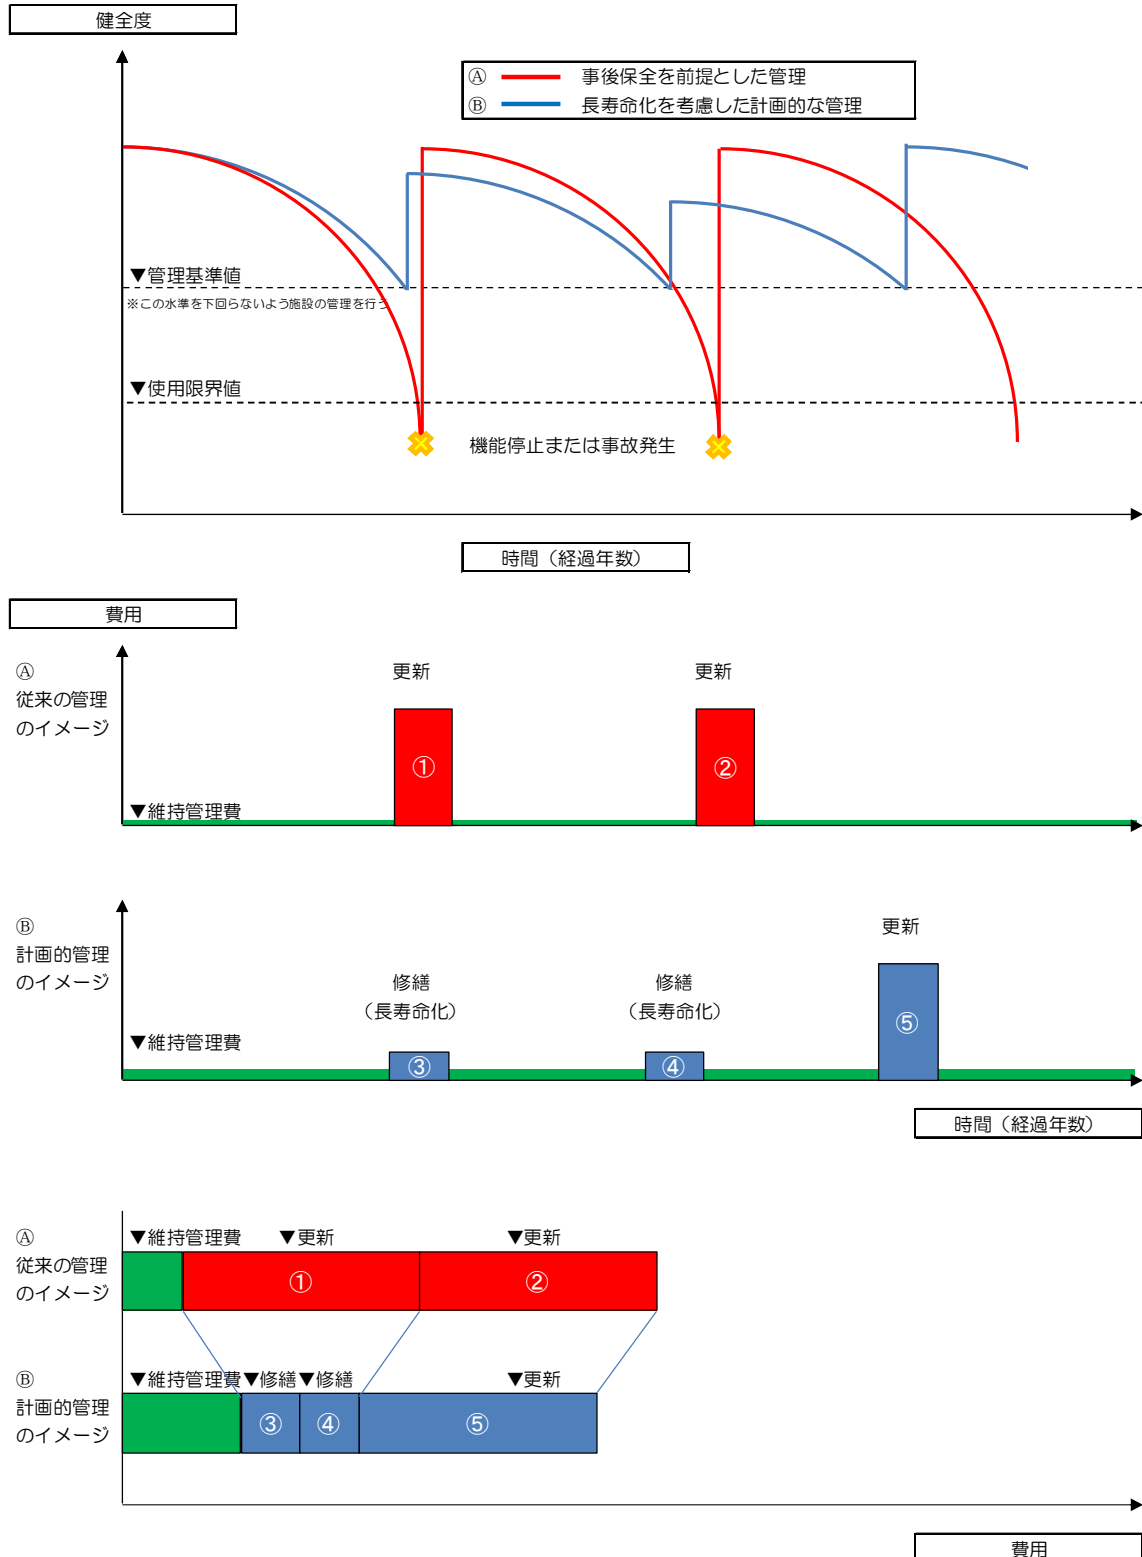 健全度
Ⓐ 事後保全を前提とした管理
Ⓑ 長寿命化を考慮した計画的な管理
▼管理基準値
※この水準を下回らないよう施設の管理を行う
▼使用限界値
機能停止または事故発生
時間（経過年数）
費用
Ⓐ
従来の管理
のイメージ
更新
更新
①
②
▼維持管理費
Ⓑ
計画的管理
のイメージ
更新
修繕
（長寿命化）
修繕
（長寿命化）
▼維持管理費
③
④
⑤
時間（経過年数）
Ⓐ
従来の管理
のイメージ
▼維持管理費 ▼更新 ▼更新
①
②
Ⓑ
計画的管理
のイメージ
▼維持管理費▼修繕▼修繕 ▼更新
③
④
⑤
費用